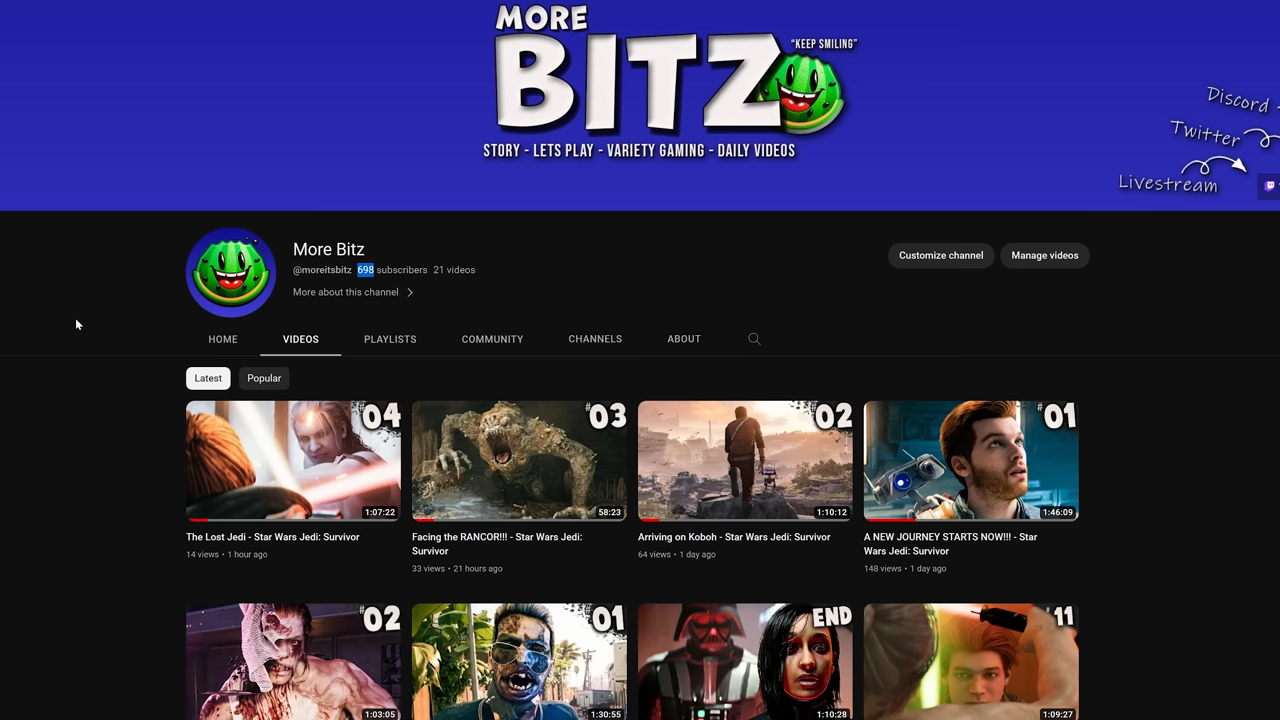 MORE
BITZ
"KEEP SMILING"
STORY - LETS PLAY - VARIETY GAMING - DAILY VIDEOS
Discord
Twitter
Livestream
More Bitz
@moreitsbitz 698 subscribers 21 videos
More about this channel
Customize channel
Manage videos
HOME
VIDEOS
PLAYLISTS
COMMUNITY
CHANNELS
ABOUT
Latest
Popular
#04
1:07:22
#03
58:23
#02
1:10:12
#01
1:46:09
The Lost Jedi - Star Wars Jedi: Survivor
14 views • 1 hour ago
Facing the RANCOR!!! - Star Wars Jedi:
Survivor
33 views • 21 hours ago
Arriving on Koboh - Star Wars Jedi: Survivor
64 views • 1 day ago
A NEW JOURNEY STARTS NOW!!! - Star
Wars Jedi: Survivor
148 views • 1 day ago
#02
1:03:05
#01
1:30:55
END
1:10:28
11
1:09:27